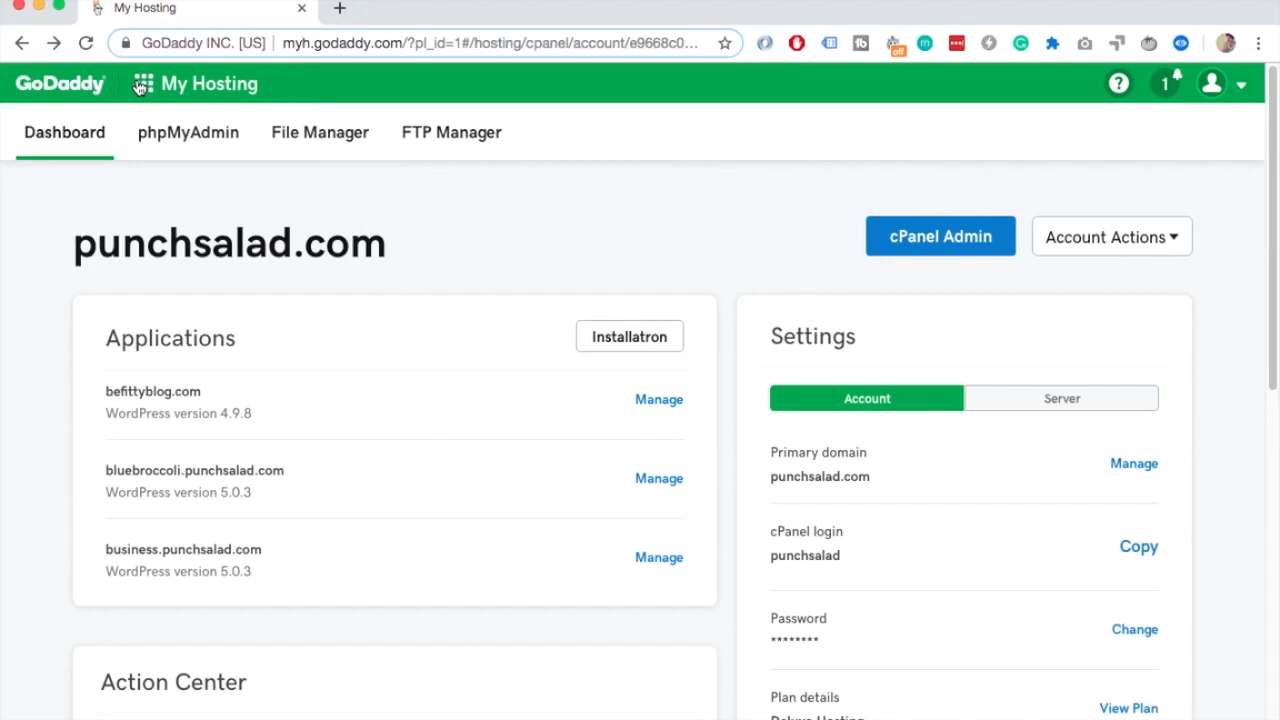 My Hosting
GoDaddy INC. [US] myh.godaddy.com/?pl_id=1#/hosting/cpanel/account/e9668c0...
off
GoDaddy My Hosting ? 1
Dashboard phpMyAdmin File Manager FTP Manager
punchsalad.com
cPanel Admin
Account Actions
Applications
Installatron
befittyblog.com
WordPress version 4.9.8
Manage
bluebroccoli.punchsalad.com
WordPress version 5.0.3
Manage
business.punchsalad.com
WordPress version 5.0.3
Manage
Action Center
Settings
Account Server
Primary domain
punchsalad.com
Manage
cPanel login
punchsalad
Copy
Password
********
Change
Plan details
Deluxe Hosting
View Plan